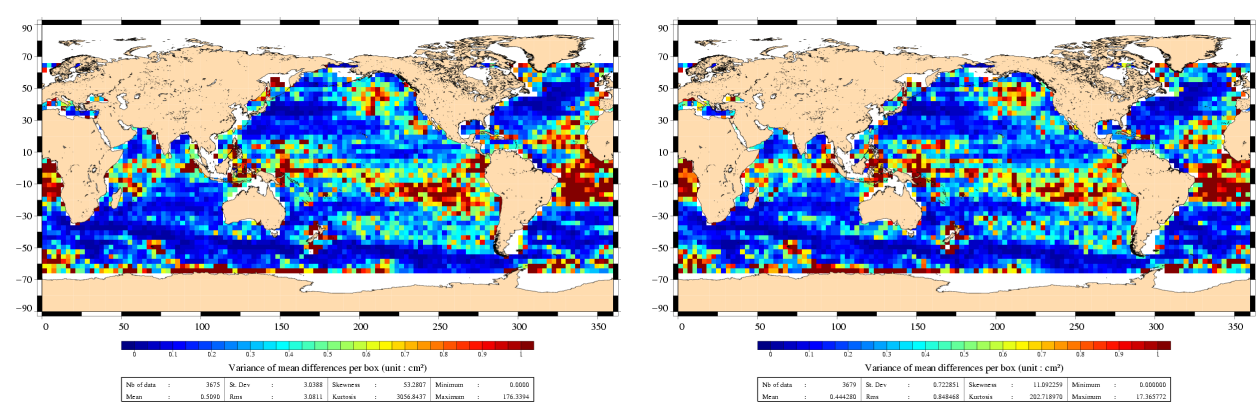 90
70
50
30
10
−10
−30
−50
−70
−90
0 50 100 150 200 250 300 350
0 0.1 0.2 0.3 0.4 0.5 0.6 0.7 0.8 0.9 1
Variance of mean differences per box (unit : cm²)
Nb of data : 3675 St. Dev : 3.0388 Skewness : 53.2807 Minimum : 0.0000
Mean : 0.5090 Rms : 3.0811 Kurtosis : 3056.8437 Maximum : 176.3394
90
70
50
30
10
−10
−30
−50
−70
−90
0 50 100 150 200 250 300 350
0 0.1 0.2 0.3 0.4 0.5 0.6 0.7 0.8 0.9 1
Variance of mean differences per box (unit : cm²)
Nb of data : 3679 St. Dev : 0.722851 Skewness : 11.092259 Minimum : 0.000000
Mean : 0.444280 Rms : 0.848468 Kurtosis : 202.718970 Maximum : 17.365772